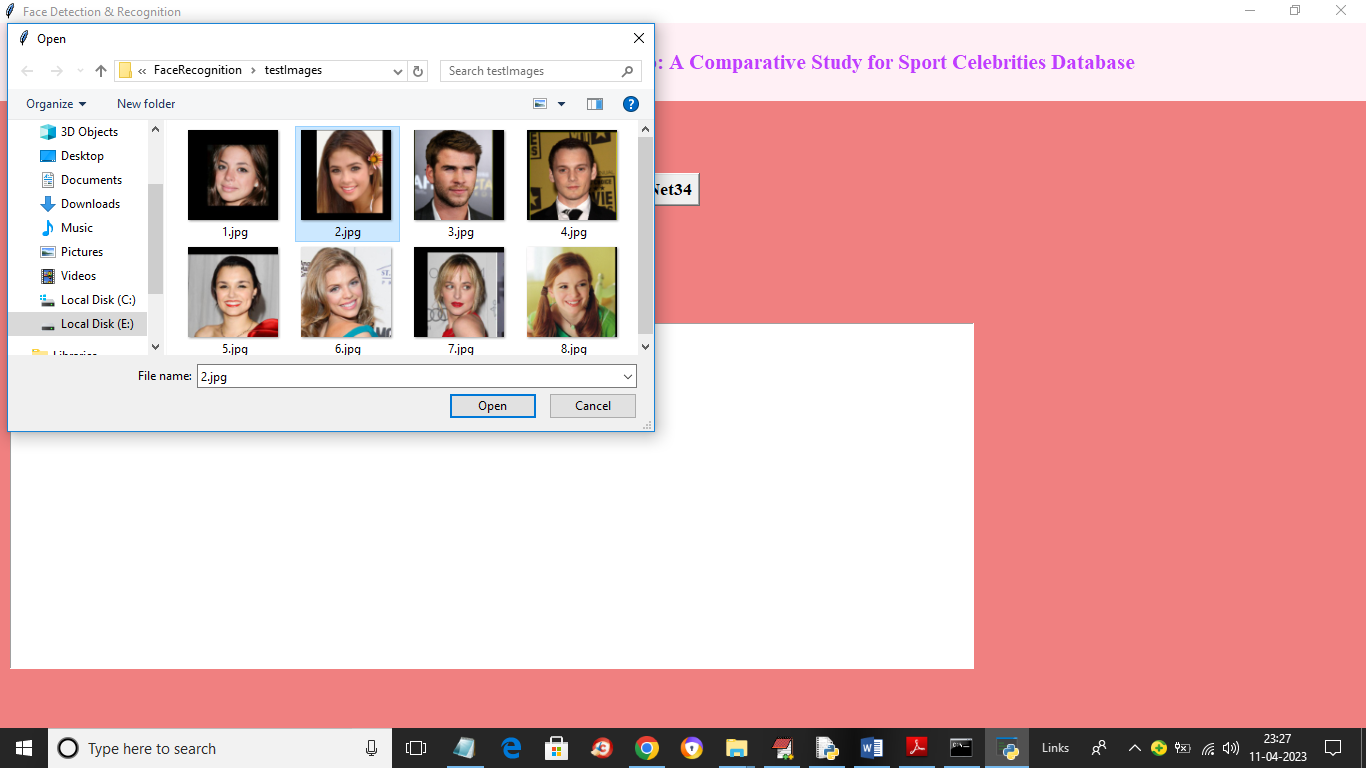 Face Detection & Recognition
Open
« FaceRecognition › testImages
Search testImages
: A Comparative Study for Sport Celebrities Database
Organize
New folder
3D Objects
Desktop
Documents
Downloads
Music
Pictures
Videos
Local Disk (C:)
Local Disk (E:)
Libraries
1.jpg
2.jpg
3.jpg
4.jpg
5.jpg
6.jpg
7.jpg
8.jpg
Net34
File name:
2.jpg
Open
Cancel
Type here to search
Links
23:27
11-04-2023